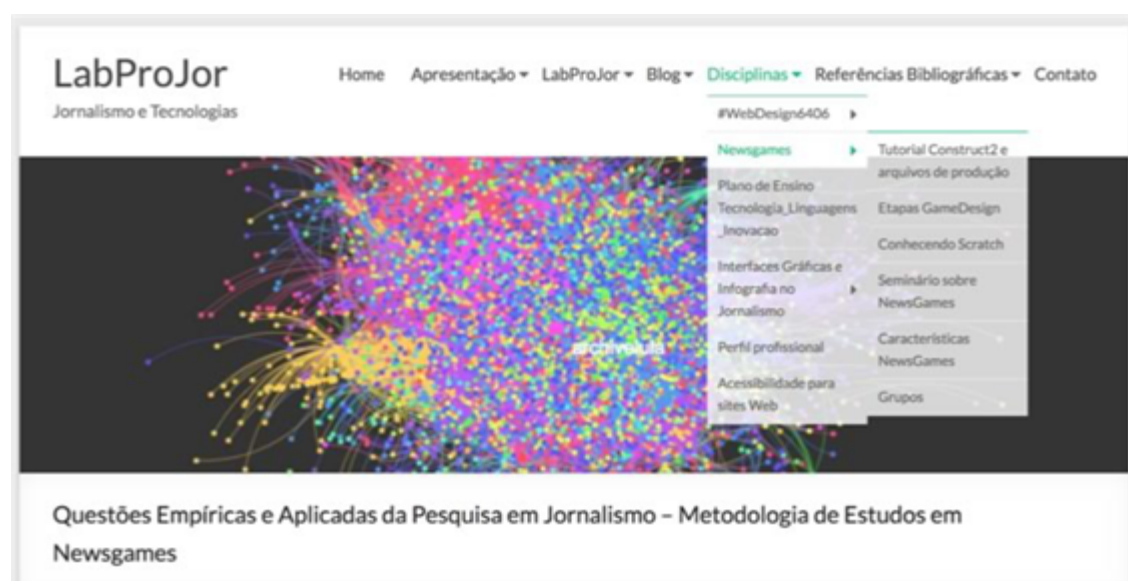 LabProJor
Jornalismo e Tecnologias
Home
Apresentação
LabProJor
Blog
Disciplinas
Referências Bibliográficas
Contato
#WebDesign6406
Newsgames
Plano de Ensino
Tecnologia_Linguagens
_Inovacao
Interfaces Gráficas e
Infografia no
Jornalismo
Perfil profissional
Acessibilidade para
sites Web
Tutorial Construct2 e
arquivos de produção
Etapas GameDesign
Conhecendo Scratch
Seminário sobre
NewsGames
Características
NewsGames
Grupos
Questões Empíricas e Aplicadas da Pesquisa em Jornalismo – Metodologia de Estudos em
Newsgames